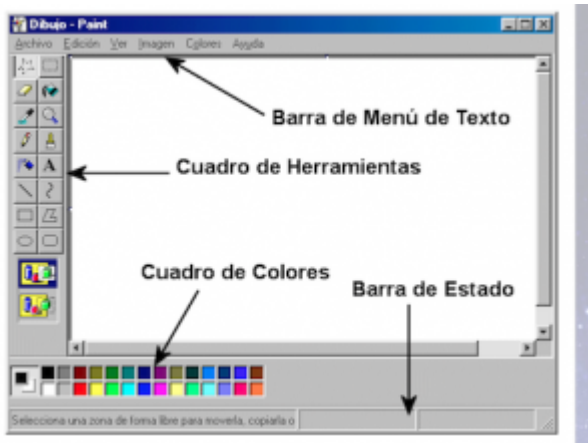 Dibujo - Paint
Archivo Edición Ver Imagen Colores Ayuda
Barra de Menú de Texto
A
Cuadro de Herramientas
Cuadro de Colores
Barra de Estado
Selecciona una zona de forma libre para moverla, copiarla o